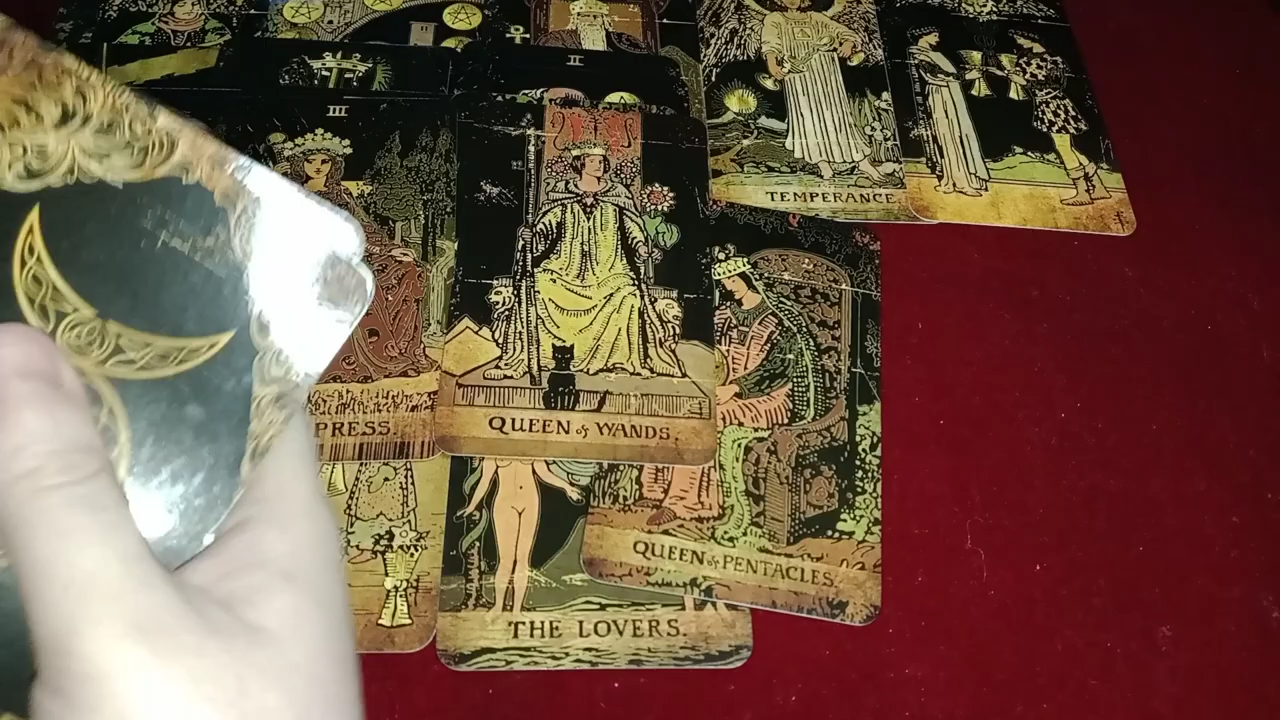 II
TEMPERANCE.
III
PRESS.
QUEEN of WANDS.
QUEEN of PENTACLES.
THE LOVERS.